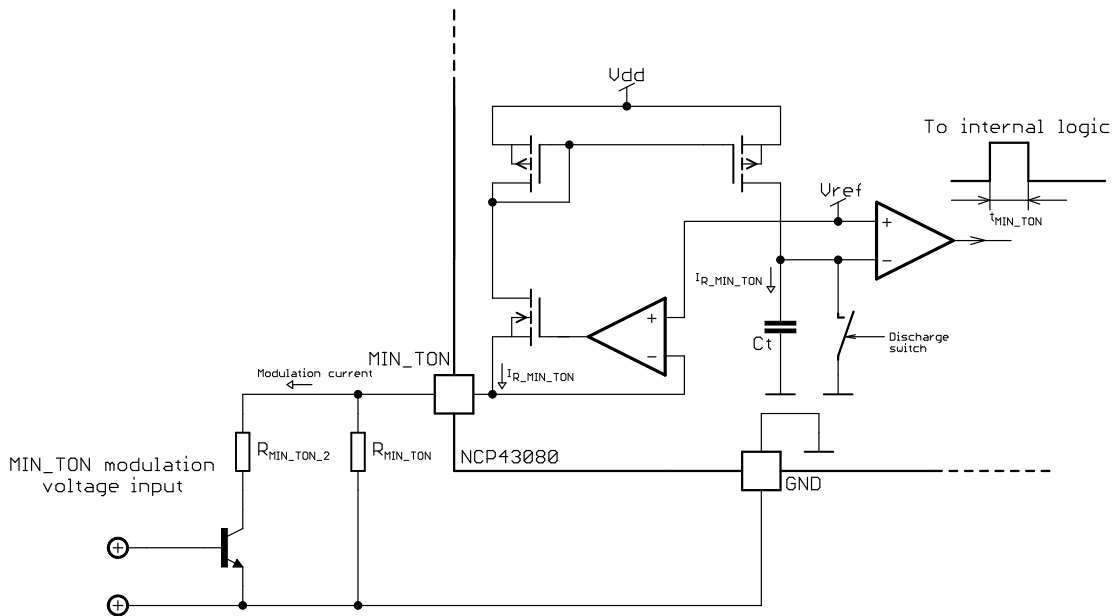 Vdd
To internal logic
Vref
tMIN_TON
+
−
IR_MIN_TON
+
−
Ct
Discharge
switch
MIN_TON
IR_MIN_TON
Modulation current
RMIN_TON_2
RMIN_TON
NCP43080
GND
MIN_TON modulation
voltage input
+
+